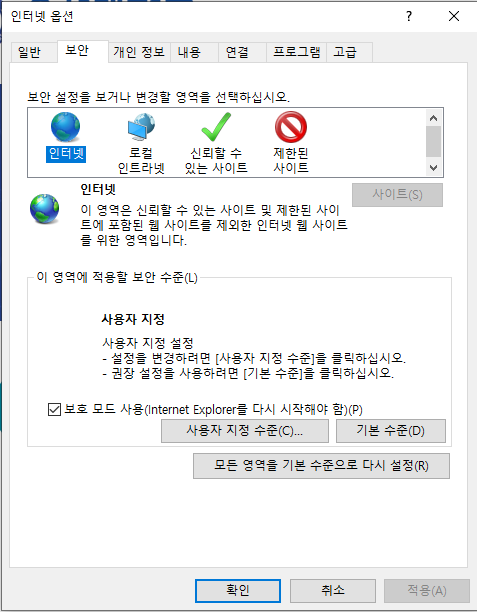 인터넷 옵션
일반 보안 개인 정보 내용 연결 프로그램 고급
보안 설정을 보거나 변경할 영역을 선택하십시오.
인터넷
로컬
인트라넷
신뢰할 수
있는 사이트
제한된
사이트
인터넷
사이트(S)
이 영역은 신뢰할 수 있는 사이트 및 제한된 사이
트에 포함된 웹 사이트를 제외한 인터넷 웹 사이트
를 위한 영역입니다.
이 영역에 적용할 보안 수준(L)
사용자 지정
사용자 지정 설정
- 설정을 변경하려면 [사용자 지정 수준]을 클릭하십시오.
- 권장 설정을 사용하려면 [기본 수준]을 클릭하십시오.
보호 모드 사용(Internet Explorer를 다시 시작해야 함)(P)
사용자 지정 수준(C)... 기본 수준(D)
모든 영역을 기본 수준으로 다시 설정(R)
확인 취소 적용(A)